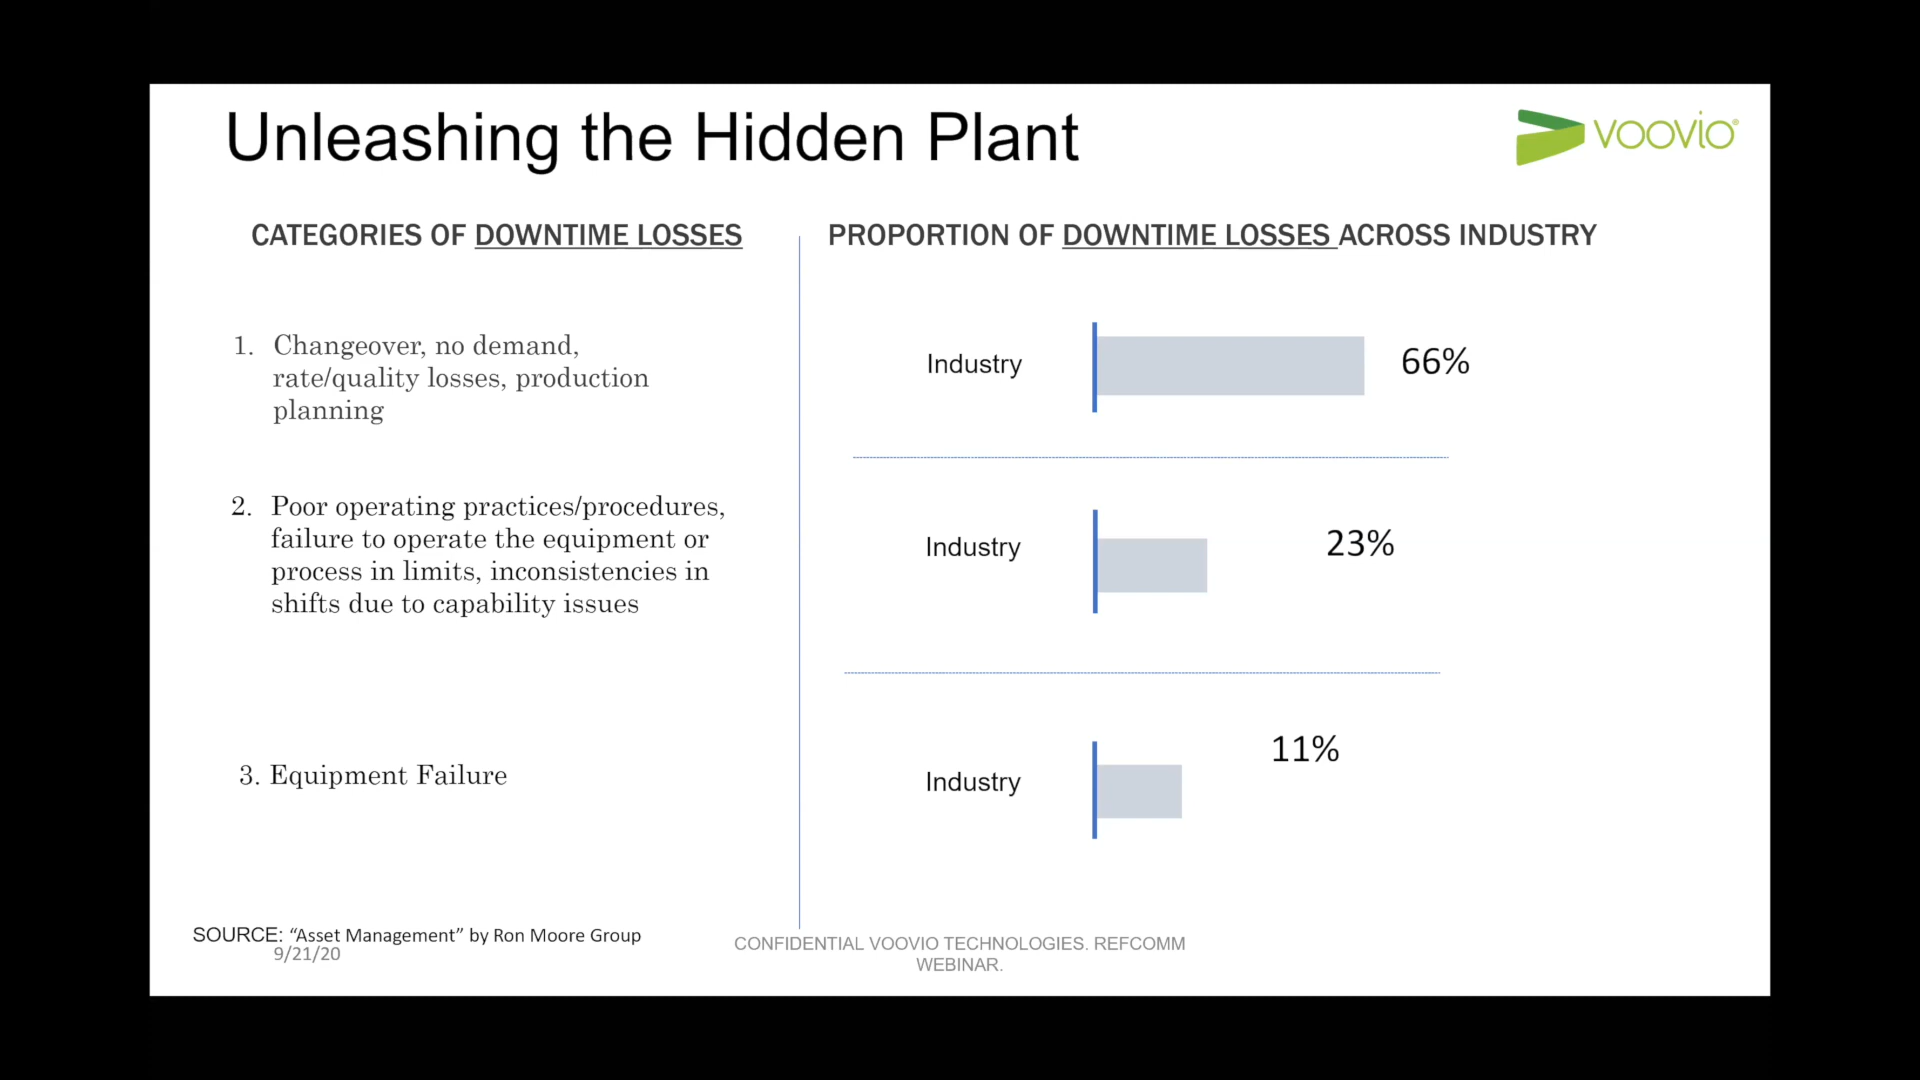 Unleashing the Hidden Plant
voovio®
CATEGORIES OF DOWNTIME LOSSES
PROPORTION OF DOWNTIME LOSSES ACROSS INDUSTRY
1. Changeover, no demand,
rate/quality losses, production
planning
Industry
66%
2. Poor operating practices/procedures,
failure to operate the equipment or
process in limits, inconsistencies in
shifts due to capability issues
Industry
23%
3. Equipment Failure
Industry
11%
SOURCE: “Asset Management” by Ron Moore Group
9/21/20
CONFIDENTIAL VOOVIO TECHNOLOGIES. REFCOMM
WEBINAR.